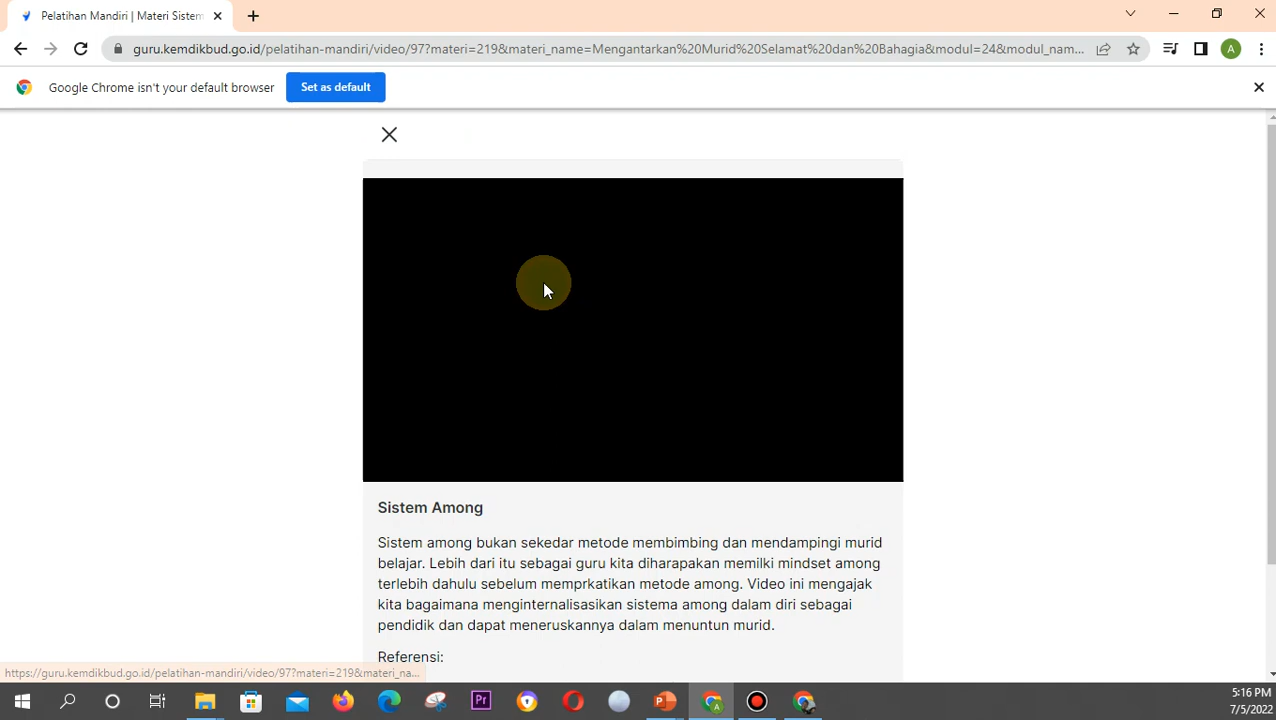 Pelatihan Mandiri | Materi Sistem
guru.kemdikbud.go.id/pelatihan-mandiri/video/97?materi=219&materi_name=Mengantarkan%20Murid%20Selamat%20dan%20Bahagia&modul=24&modul_nam...
A
Google Chrome isn't your default browser
Set as default
Sistem Among
Sistem among bukan sekedar metode membimbing dan mendampingi murid
belajar. Lebih dari itu sebagai guru kita diharapakan memilki mindset among
terlebih dahulu sebelum memprkatikan metode among. Video ini mengajak
kita bagaimana menginternalisasikan sistema among dalam diri sebagai
pendidik dan dapat meneruskannya dalam menuntun murid.
Referensi:
https://guru.kemdikbud.go.id/pelatihan-mandiri/video/97?materi=219&materi_na...
Pr
A
5:16 PM
7/5/2022